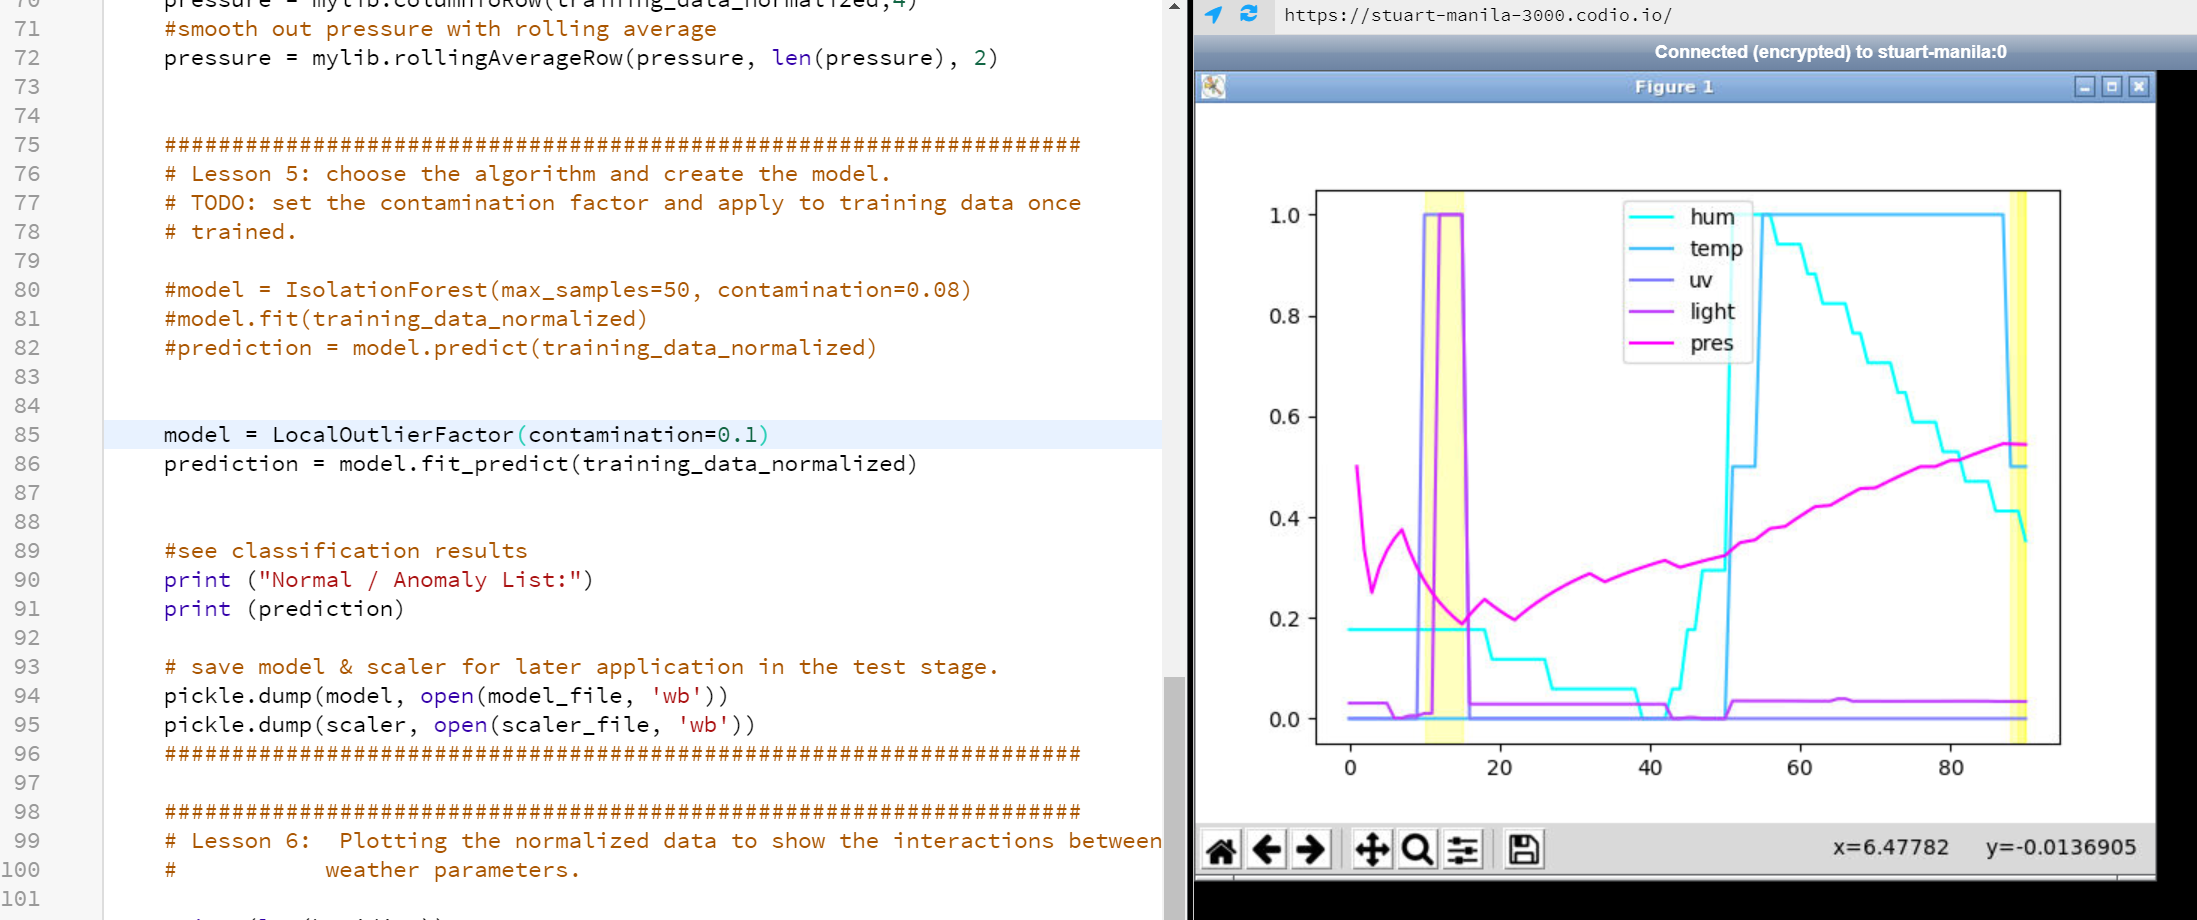 70 pressure = mylib.columnToRow(training_data_normalized,4)
71 #smooth out pressure with rolling average
72 pressure = mylib.rollingAverageRow(pressure, len(pressure), 2)
73
74
75 ####################################################################
76 # Lesson 5: choose the algorithm and create the model.
77 # TODO: set the contamination factor and apply to training data once
78 # trained.
79
80 #model = IsolationForest(max_samples=50, contamination=0.08)
81 #model.fit(training_data_normalized)
82 #prediction = model.predict(training_data_normalized)
83
84
85 model = LocalOutlierFactor(contamination=0.1)
86 prediction = model.fit_predict(training_data_normalized)
87
88
89 #see classification results
90 print ("Normal / Anomaly List:")
91 print (prediction)
92
93 # save model & scaler for later application in the test stage.
94 pickle.dump(model, open(model_file, 'wb'))
95 pickle.dump(scaler, open(scaler_file, 'wb'))
96 ####################################################################
97
98 ####################################################################
99 # Lesson 6:  Plotting the normalized data to show the interactions between
100 #           weather parameters.
101
https://stuart-manila-3000.codio.io/
Connected (encrypted) to stuart-manila:0
Figure 1
1.0
0.8
0.6
0.4
0.2
0.0
hum
temp
uv
light
pres
0 20 40 60 80
x=6.47782 y=-0.0136905